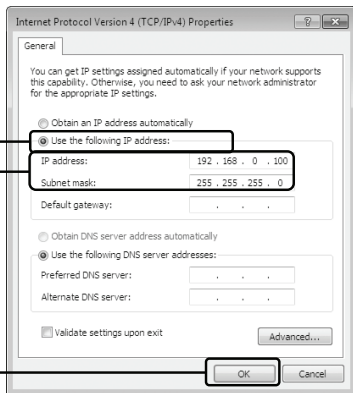 Internet Protocol Version 4 (TCP/IPv4) Properties
General
You can get IP settings assigned automatically if your network supports
this capability. Otherwise, you need to ask your network administrator
for the appropriate IP settings.
Obtain an IP address automatically
Use the following IP address:
IP address: 192 . 168 . 0 . 100
Subnet mask: 255 . 255 . 255 . 0
Default gateway: . . .
Obtain DNS server address automatically
Use the following DNS server addresses:
Preferred DNS server: . . .
Alternate DNS server: . . .
Validate settings upon exit
Advanced...
OK Cancel